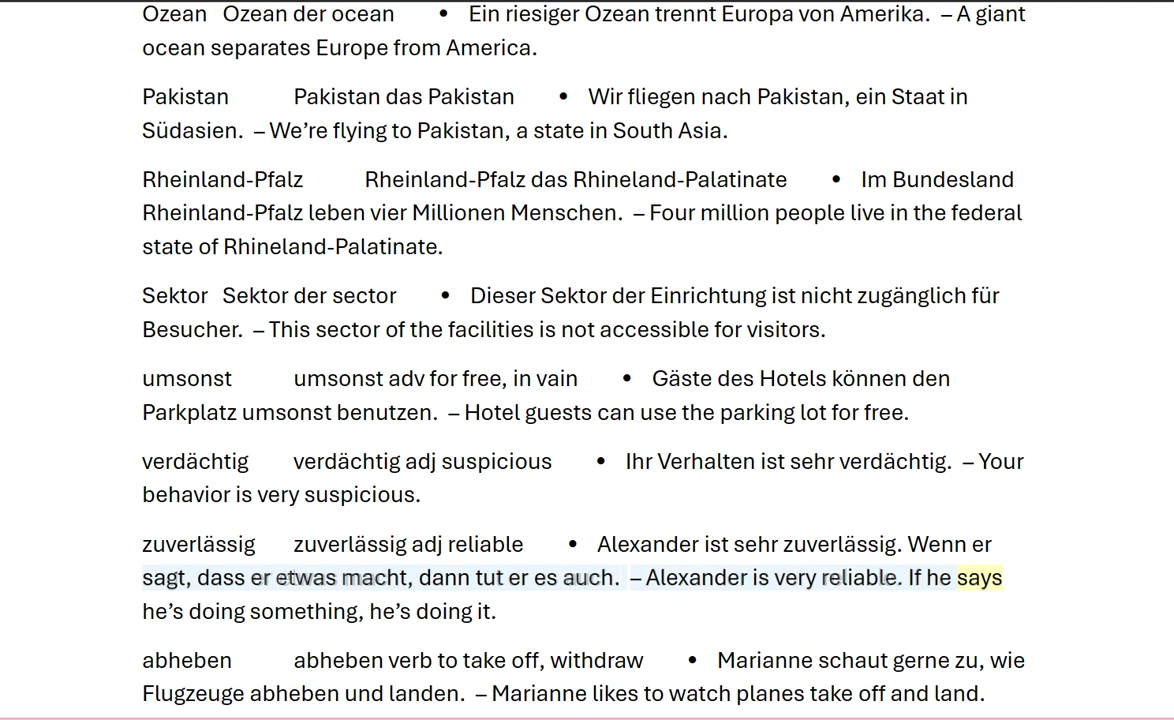 Ozean Ozean der ocean • Ein riesiger Ozean trennt Europa von Amerika. – A giant
ocean separates Europe from America.
Pakistan Pakistan das Pakistan • Wir fliegen nach Pakistan, ein Staat in
Südasien. – We’re flying to Pakistan, a state in South Asia.
Rheinland-Pfalz Rheinland-Pfalz das Rhineland-Palatinate • Im Bundesland
Rheinland-Pfalz leben vier Millionen Menschen. – Four million people live in the federal
state of Rhineland-Palatinate.
Sektor Sektor der sector • Dieser Sektor der Einrichtung ist nicht zugänglich für
Besucher. – This sector of the facilities is not accessible for visitors.
umsonst umsonst adv for free, in vain • Gäste des Hotels können den
Parkplatz umsonst benutzen. – Hotel guests can use the parking lot for free.
verdächtig verdächtig adj suspicious • Ihr Verhalten ist sehr verdächtig. – Your
behavior is very suspicious.
zuverlässig zuverlässig adj reliable • Alexander ist sehr zuverlässig. Wenn er
sagt, dass er etwas macht, dann tut er es auch. – Alexander is very reliable. If he says
he’s doing something, he’s doing it.
abheben abheben verb to take off, withdraw • Marianne schaut gerne zu, wie
Flugzeuge abheben und landen. – Marianne likes to watch planes take off and land.